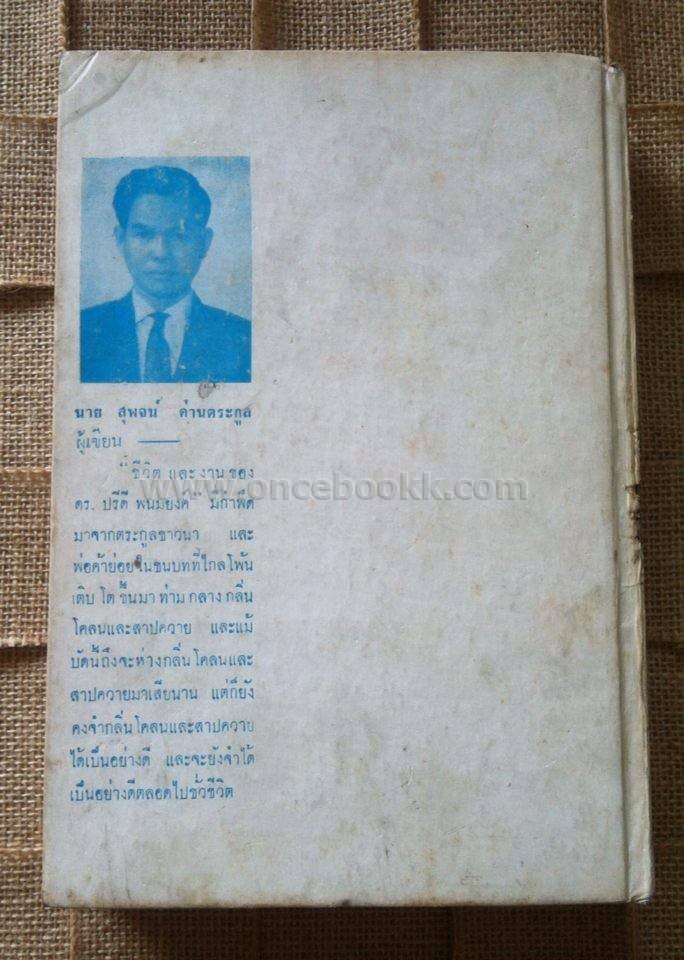 นาย สุพจน์ ด่านตระกูล
ผู้เขียน ——
"ชีวิต และ งาน ของ
ดร. ปรีดี พนมยงค์" มีกำพืด
มาจากตระกูลชาวนา และ
พ่อค้าย่อยในชนบทที่ไกลโพ้น
เติบ โต ขึ้นมา ท่าม กลาง กลิ่น
โคลนและสาปควาย และแม้
บัดนี้ถึงจะห่างกลิ่นโคลนและ
สาปควายมาเสียนาน แต่ก็ยัง
คงจำกลิ่นโคลนและสาปควาย
ได้เป็นอย่างดี และจะยังจำได้
เป็นอย่างดีตลอดไปชั่วชีวิต
www.oncebookk.com